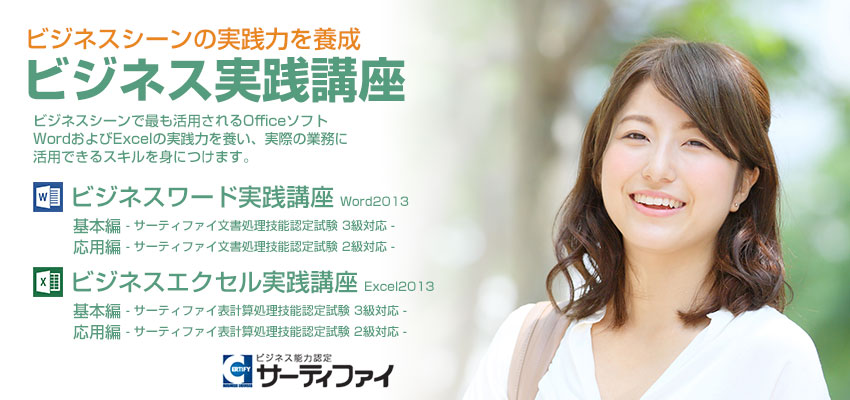 ビジネスシーンの実践力を養成
ビジネス実践講座
ビジネスシーンで最も活用されるOfficeソフト
WordおよびExcelの実践力を養い、実際の業務に
活用できるスキルを身につけます。
W ビジネスワード実践講座 Word2013
基本編 - サーティファイ文書処理技能認定試験 3級対応 -
応用編 - サーティファイ文書処理技能認定試験 2級対応 -
X ビジネスエクセル実践講座 Excel2013
基本編 - サーティファイ表計算処理技能認定試験 3級対応 -
応用編 - サーティファイ表計算処理技能認定試験 2級対応 -
ビジネス能力認定
CERTIFY サーティファイ